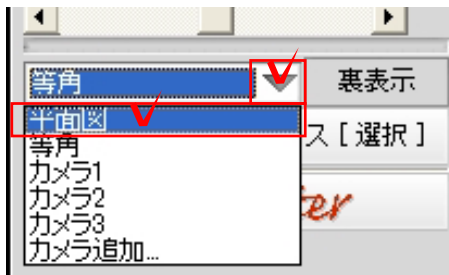 等角
裏表示
平面図
等角
ス [ 選択 ]
カメラ1
カメラ2
カメラ3
カメラ追加...